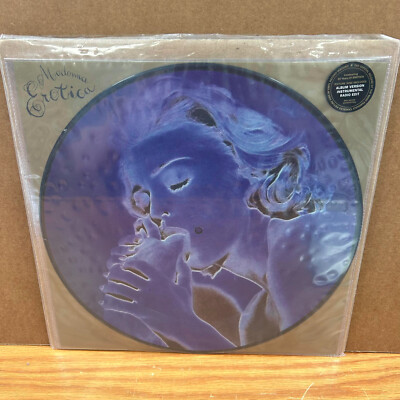 Madonna
Erotica
ALBUM VERSION
INSTRUMENTAL
RADIO EDIT